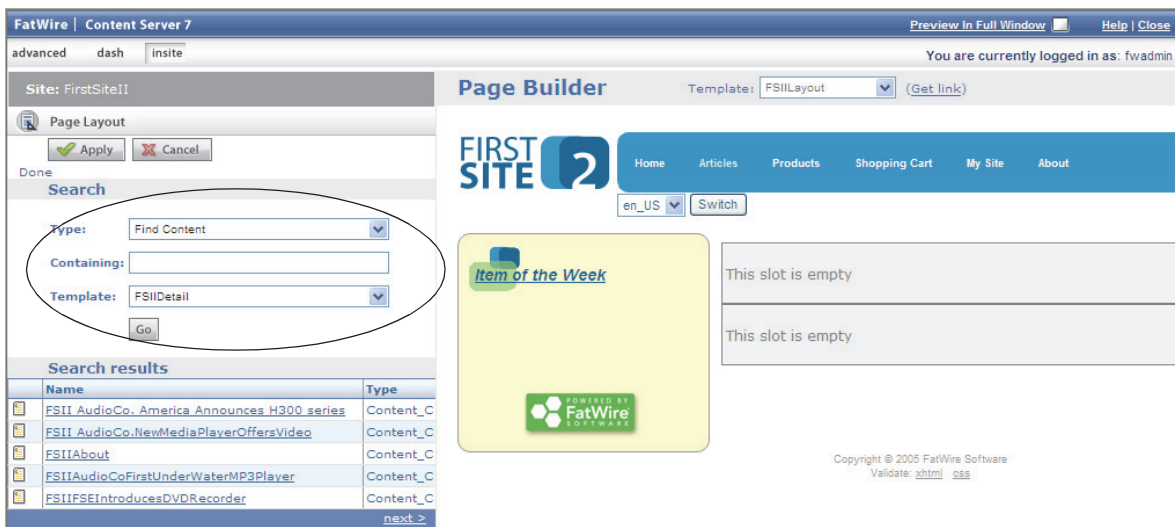 FatWire | Content Server 7
Preview In Full Window
Help | Close
advanced dash insite
You are currently logged in as: fwadmin
Site: FirstSiteII
Page Builder
Template: FSIILayout (Get link)
Page Layout
Apply Cancel
Done
Search
Type: Find Content
Containing:
Template: FSIIDetail
Go
Search results
Name Type
FSII AudioCo. America Announces H300 series Content_C
FSII AudioCo.NewMediaPlayerOffersVideo Content_C
FSIIAbout Content_C
FSIIAudioCoFirstUnderWaterMP3Player Content_C
FSIIFSEIntroducesDVDRecorder Content_C
next >
FIRST
SITE 2
Home Articles Products Shopping Cart My Site About
en_US Switch
Item of the Week
This slot is empty
This slot is empty
POWERED BY
FatWire
SOFTWARE
Copyright © 2005 FatWire Software
Validate: xhtml css